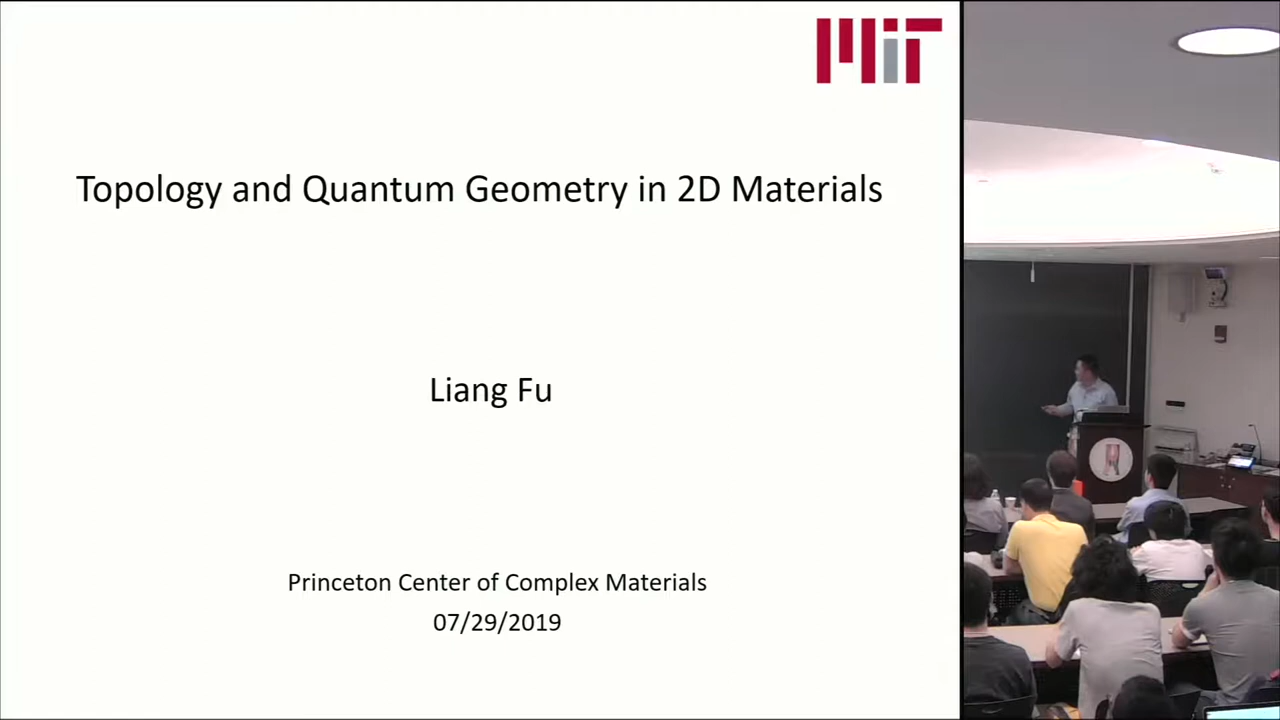 MIT
Topology and Quantum Geometry in 2D Materials
Liang Fu
Princeton Center of Complex Materials
07/29/2019